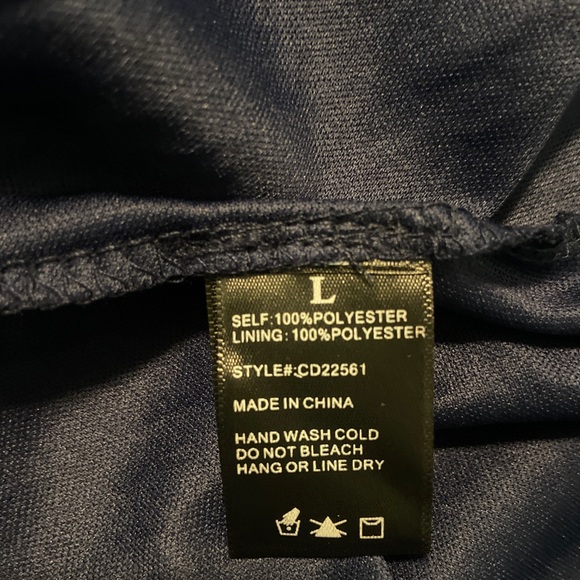 L
SELF:100%POLYESTER
LINING: 100%POLYESTER
STYLE#:CD22561
MADE IN CHINA
HAND WASH COLD
DO NOT BLEACH
HANG OR LINE DRY